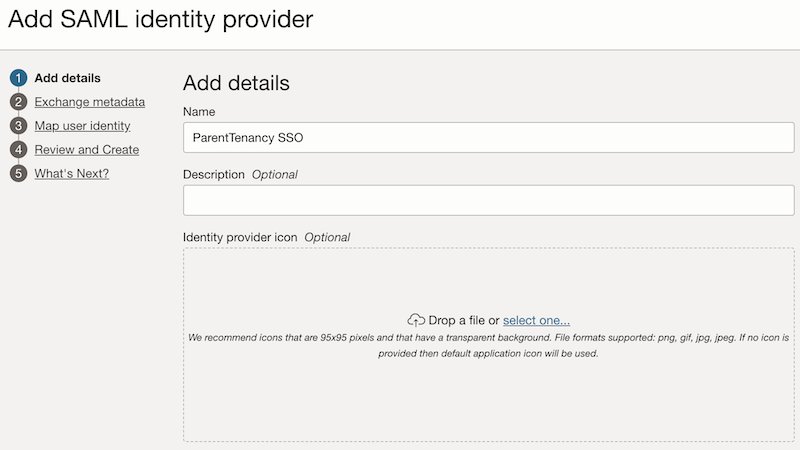 Add SAML identity provider
1 Add details
2 Exchange metadata
3 Map user identity
4 Review and Create
5 What's Next?
Add details
Name
ParentTenancy SSO
Description Optional
Identity provider icon Optional
Drop a file or select one...
We recommend icons that are 95x95 pixels and that have a transparent background. File formats supported: png, gif, jpg, jpeg. If no icon is
provided then default application icon will be used.